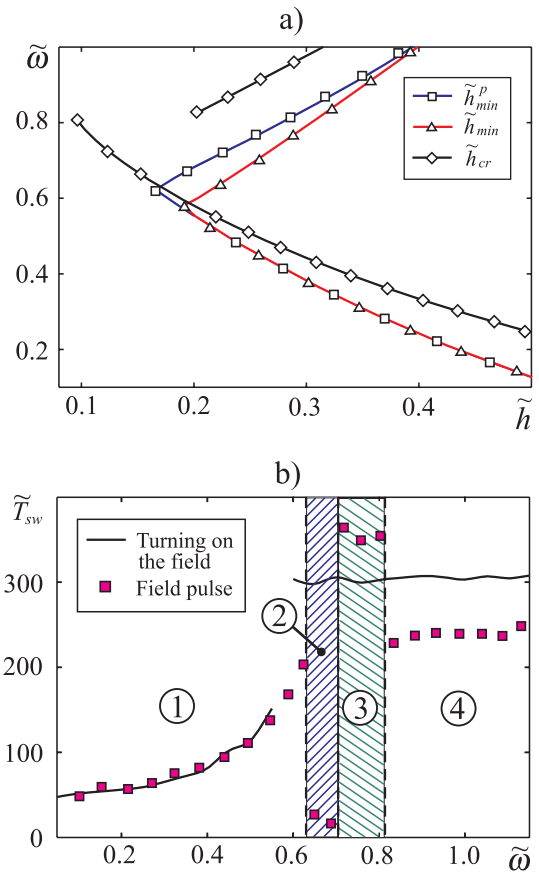 a)
ω̃
0.8
0.6
0.4
0.2
0.1 0.2 0.3 0.4 h̃
h̃ᵖmin
h̃min
h̃cr
b)
T̃sw
300
200
100
0
Turning on
the field
Field pulse
1
2
3
4
0.2 0.4 0.6 0.8 1.0 ω̃